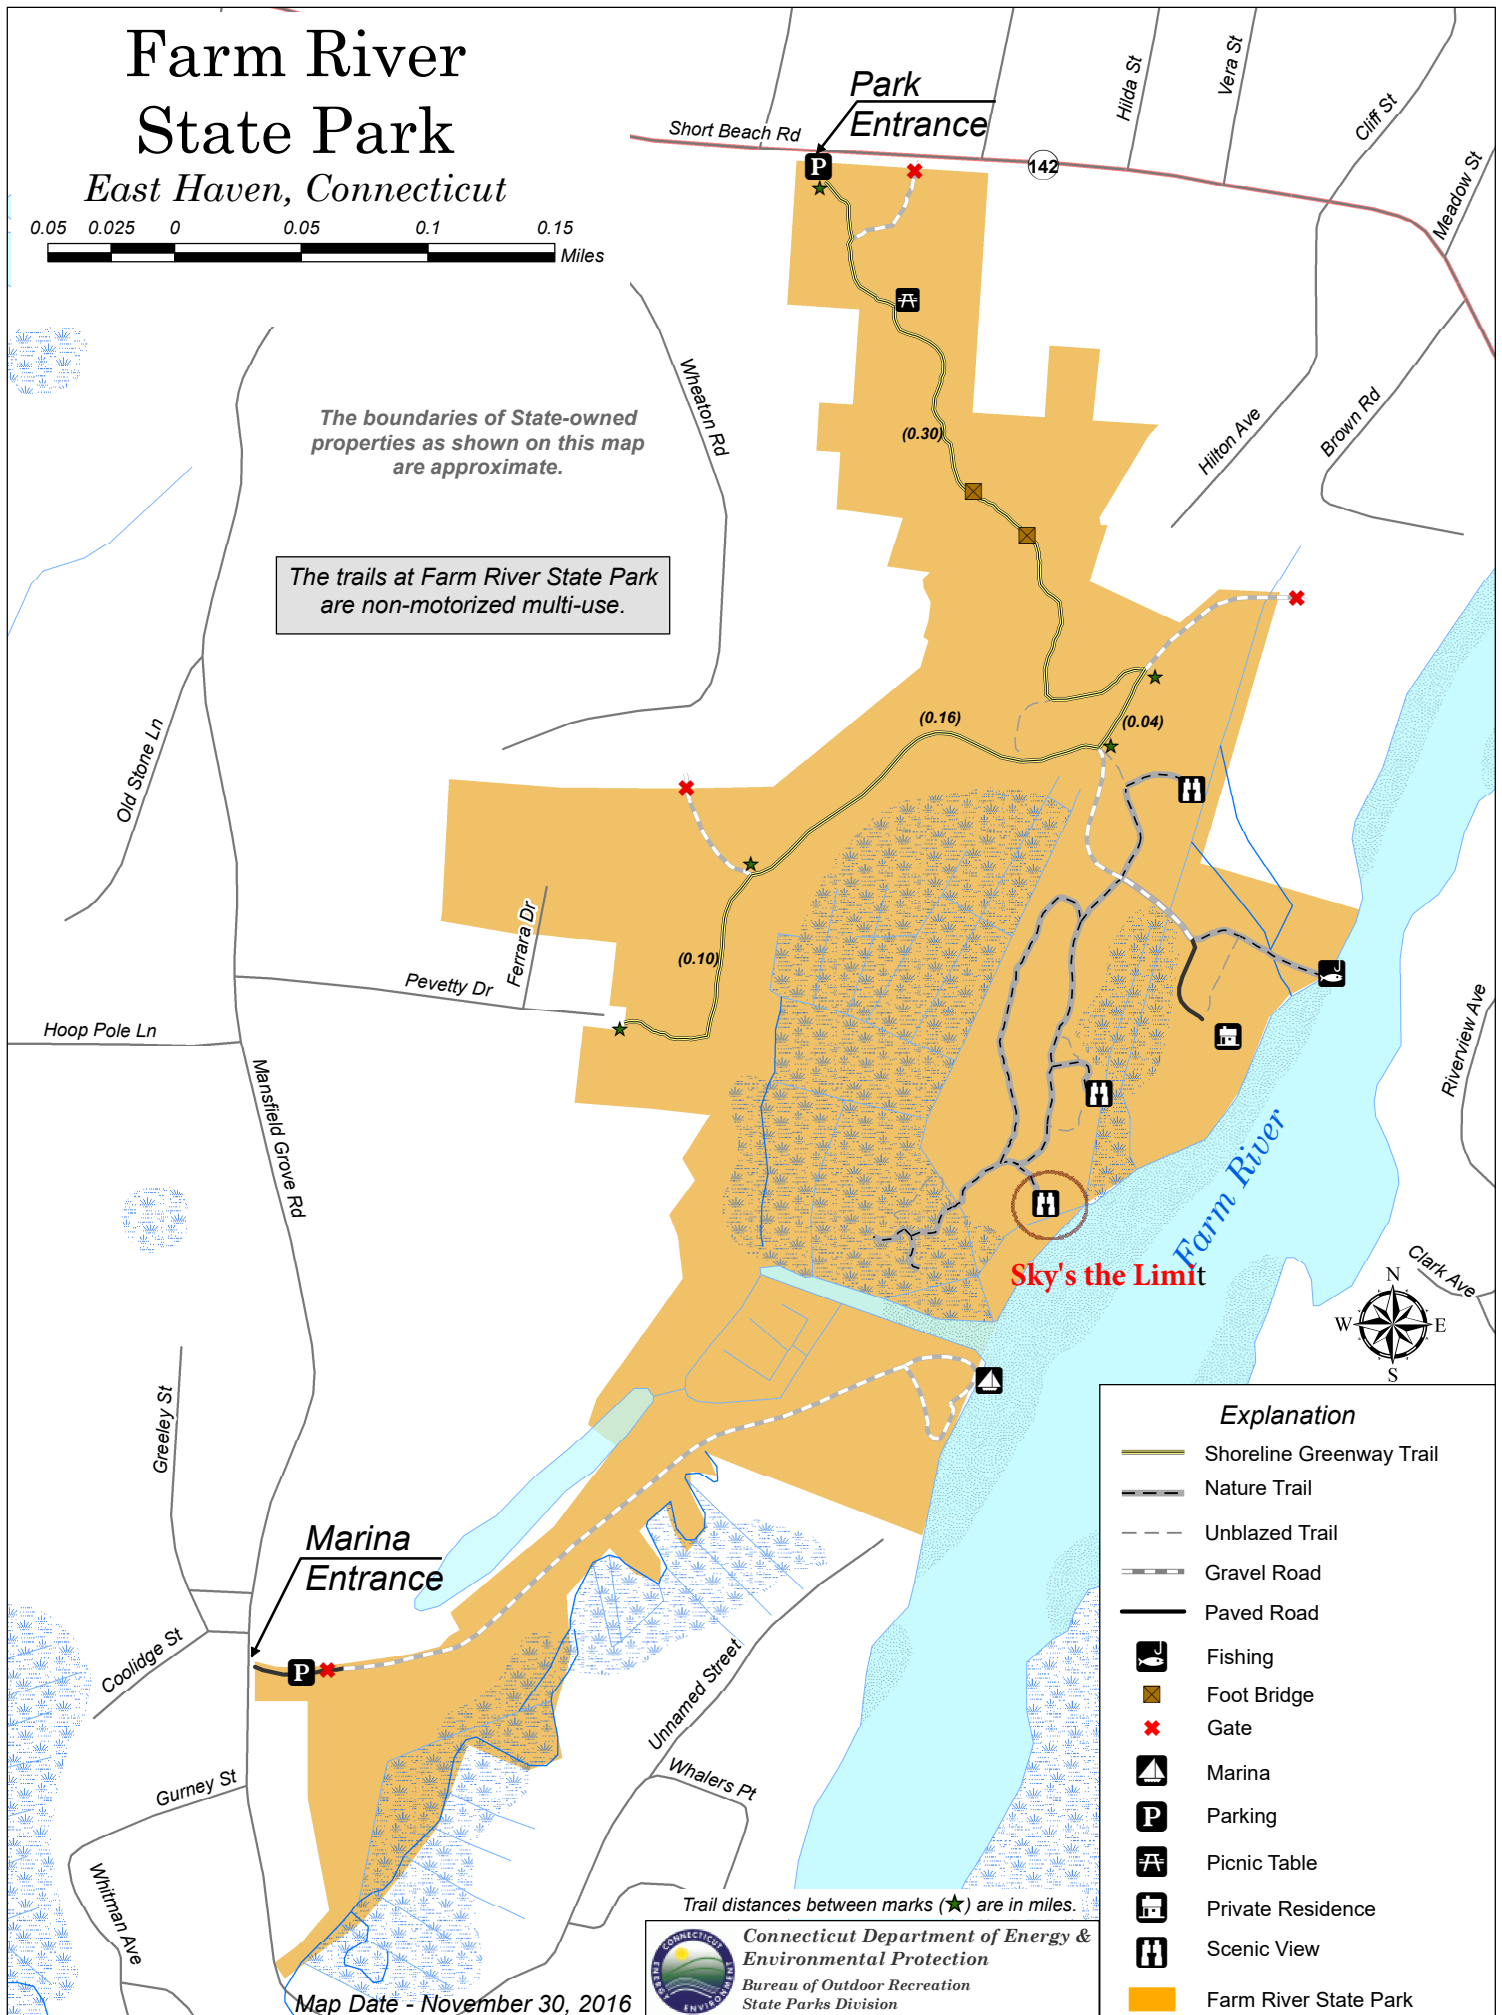 Farm River
State Park
East Haven, Connecticut
0.05 0.025 0 0.05 0.1 0.15
Miles
Park
Entrance
Short Beach Rd
142
Hilda St
Vera St
Cliff St
Meadow St
Wheaton Rd
The boundaries of State-owned
properties as shown on this map
are approximate.
(0.30)
Hilton Ave
Brown Rd
The trails at Farm River State Park
are non-motorized multi-use.
Old Stone Ln
(0.16)
(0.04)
Ferrara Dr
(0.10)
Pevetty Dr
Hoop Pole Ln
Mansfield Grove Rd
Riverview Ave
Farm River
Sky's the Limit
Clark Ave
N
W E
S
Greeley St
Marina
Entrance
P
P
Coolidge St
Unnamed Street
Gurney St
Whalers Pt
Whitman Ave
Explanation
Shoreline Greenway Trail
Nature Trail
Unblazed Trail
Gravel Road
Paved Road
Fishing
Foot Bridge
Gate
Marina
P Parking
Picnic Table
Private Residence
Scenic View
Farm River State Park
Trail distances between marks (★) are in miles.
CONNECTICUT
ENERGY ENVIRONMENT
Connecticut Department of Energy &
Environmental Protection
Bureau of Outdoor Recreation
State Parks Division
Map Date - November 30, 2016